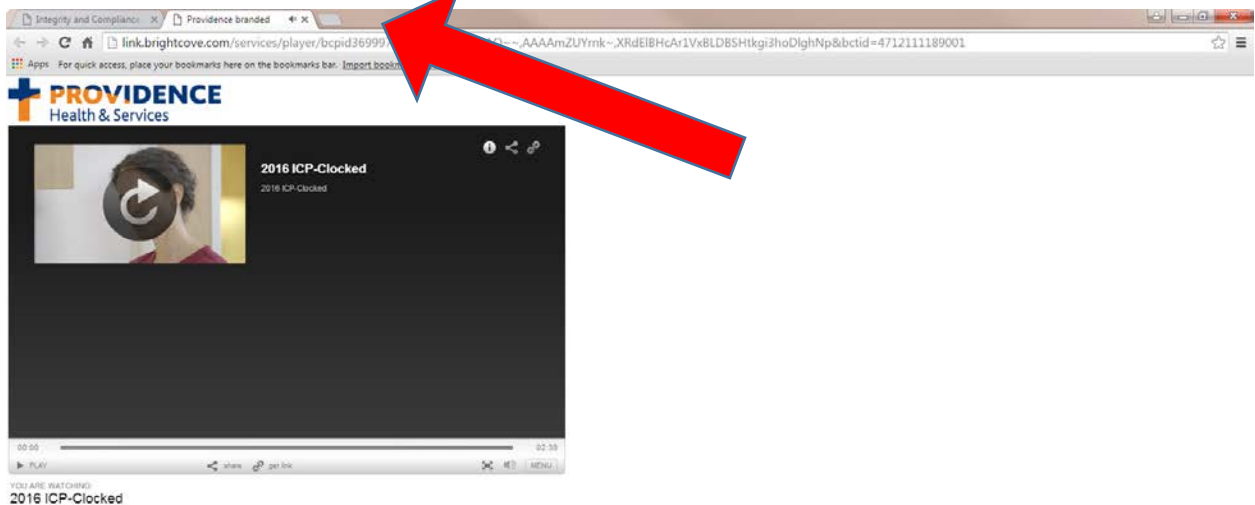 Integrity and Compliance
Providence branded
link.brightcove.com/services/player/bcpid36999
~~,AAAAmZUYrnk~,XRdElBHcAr1VxBLDBSHtkgi3hoDlghNp&bctid=4712111189001
Apps For quick access, place your bookmarks here on the bookmarks bar. Import
PROVIDENCE
Health & Services
2016 ICP-Clocked
2016 ICP-Clocked
00:00
02:38
PLAY share get link MENU
YOU ARE WATCHING:
2016 ICP-Clocked